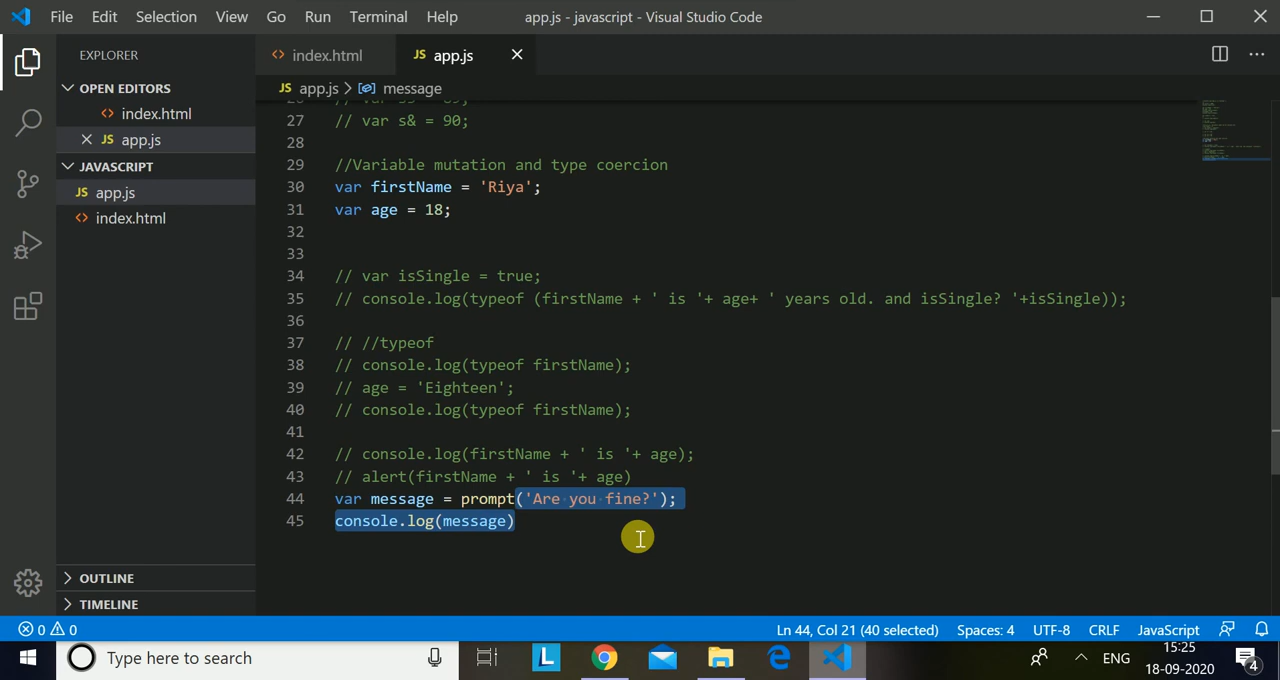 File Edit Selection View Go Run Terminal Help app.js - javascript - Visual Studio Code
EXPLORER
OPEN EDITORS
<> index.html
JS app.js
JAVASCRIPT
JS app.js
<> index.html
OUTLINE
TIMELINE
<> index.html JS app.js
JS app.js > message
27 // var s& = 90;
28
29 //Variable mutation and type coercion
30 var firstName = 'Riya';
31 var age = 18;
32
33
34 // var isSingle = true;
35 // console.log(typeof (firstName + ' is '+ age+ ' years old. and isSingle? '+isSingle));
36
37 // //typeof
38 // console.log(typeof firstName);
39 // age = 'Eighteen';
40 // console.log(typeof firstName);
41
42 // console.log(firstName + ' is '+ age);
43 // alert(firstName + ' is '+ age)
44 var message = prompt('Are you fine?');
45 console.log(message)
0 0 Ln 44, Col 21 (40 selected) Spaces: 4 UTF-8 CRLF JavaScript
Type here to search L ENG
15:25
18-09-2020
4